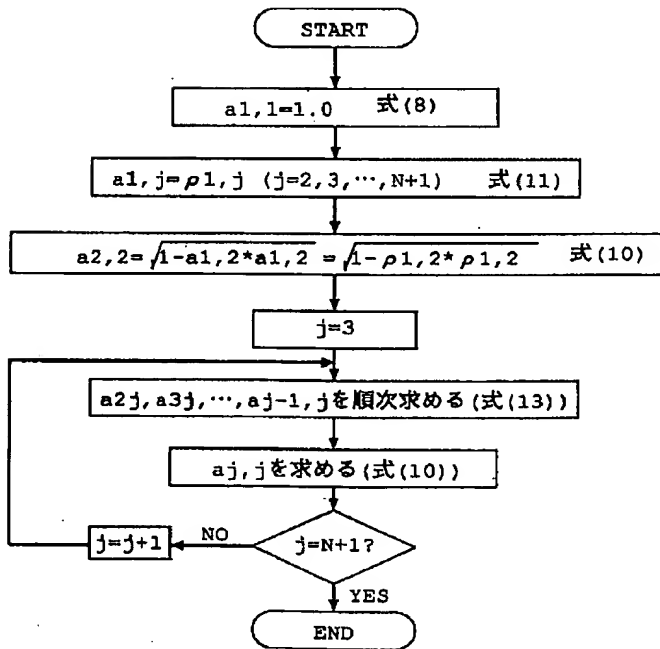 START
a1,1=1.0 式(8)
a1,j=ρ1,j (j=2,3,…,N+1) 式(11)
a2,2=√1-a1,2*a1,2 =√1-ρ1,2*ρ1,2 式(10)
j=3
a2j,a3j,…,aj-1,jを順次求める(式(13))
aj,jを求める(式(10))
j=N+1?
NO
j=j+1
YES
END